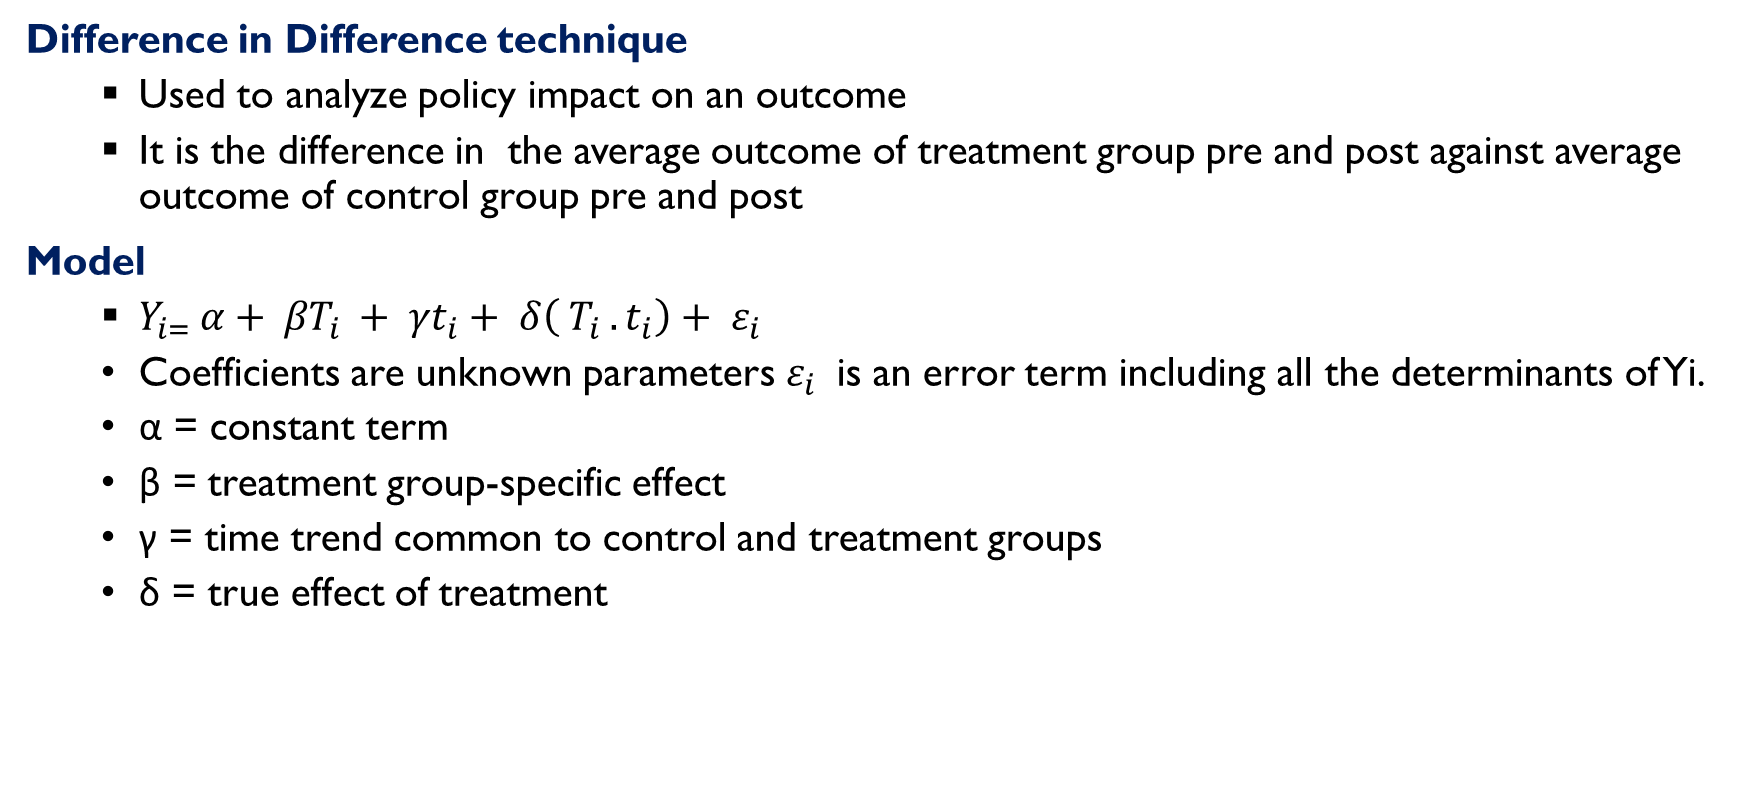 Difference in Difference technique
▪ Used to analyze policy impact on an outcome
▪ It is the difference in  the average outcome of treatment group pre and post against average
outcome of control group pre and post
Model
▪ Yᵢ₌ α + βTᵢ + γtᵢ + δ( Tᵢ . tᵢ) + εᵢ
• Coefficients are unknown parameters εᵢ is an error term including all the determinants of Yi.
• α = constant term
• β = treatment group-specific effect
• γ = time trend common to control and treatment groups
• δ = true effect of treatment